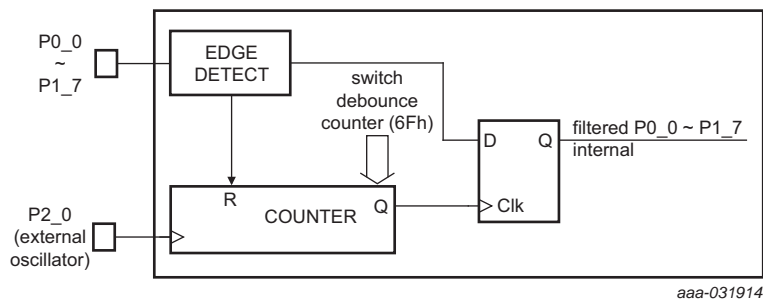 P0_0
~
P1_7
EDGE
DETECT
switch
debounce
counter (6Fh)
D
Q
filtered P0_0 ~ P1_7
internal
R
COUNTER
Q
Clk
P2_0
(external
oscillator)
aaa-031914